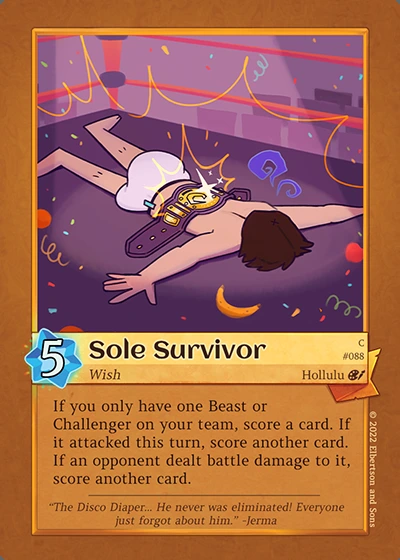 5
Sole Survivor
C
#088
Wish
Hollulu
If you only have one Beast or
Challenger on your team, score a card. If
it attacked this turn, score another card.
If an opponent dealt battle damage to it,
score another card.
"The Disco Diaper... He never was eliminated! Everyone
just forgot about him." -Jerma
© 2022 Elbertson and Sons